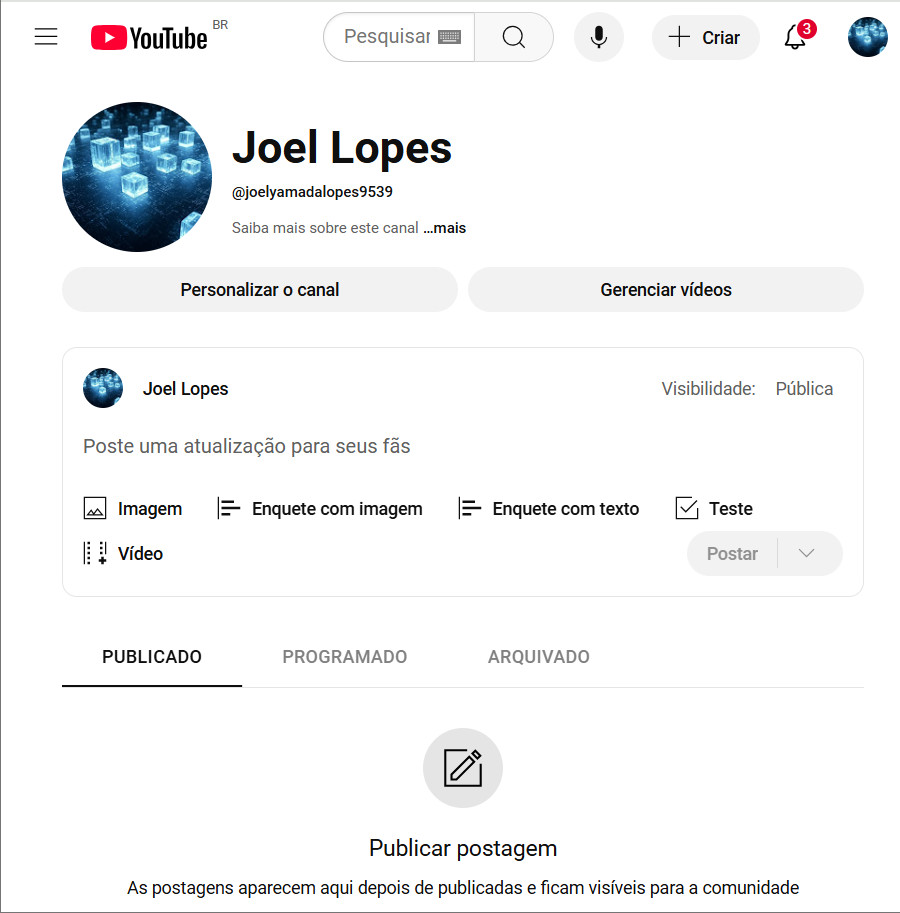 YouTube BR
Pesquisar
Criar
3
Joel Lopes
@joelyamadalopes9539
Saiba mais sobre este canal ...mais
Personalizar o canal
Gerenciar vídeos
Joel Lopes
Visibilidade: Pública
Poste uma atualização para seus fãs
Imagem
Enquete com imagem
Enquete com texto
Teste
Vídeo
Postar
PUBLICADO
PROGRAMADO
ARQUIVADO
Publicar postagem
As postagens aparecem aqui depois de publicadas e ficam visíveis para a comunidade